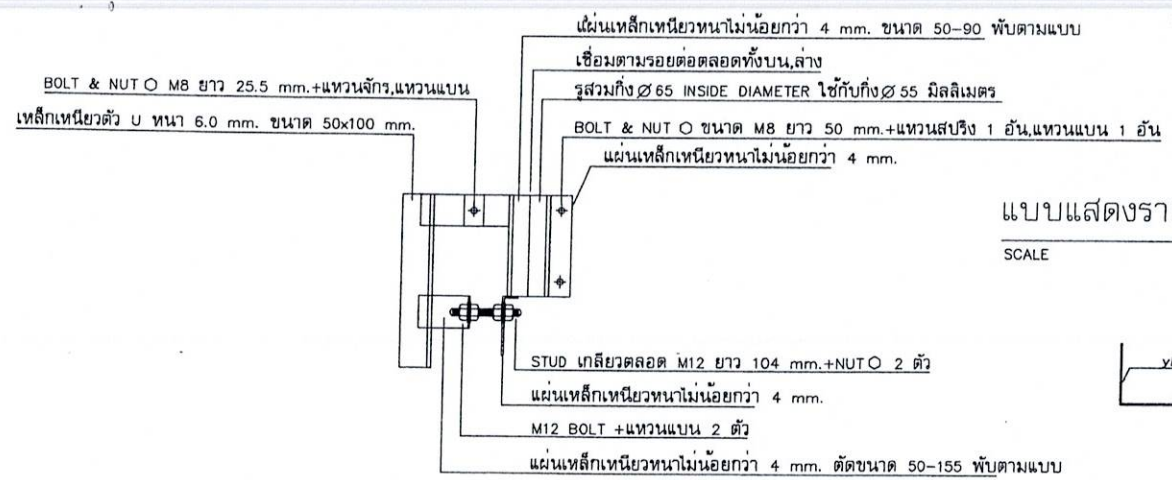 แผ่นเหล็กเหนียวหนาไม่น้อยกว่า 4 mm. ขนาด 50-90 พับตามแบบ
เชื่อมตามรอยต่อตลอดทั้งบน,ล่าง
BOLT & NUT O M8 ยาว 25.5 mm.+แหวนจักร,แหวนแบน
รูสวมกิ่ง Ø 65 INSIDE DIAMETER ใช้กับกิ่ง Ø 55 มิลลิเมตร
เหล็กเหนียวตัว U หนา 6.0 mm. ขนาด 50x100 mm.
BOLT & NUT O ขนาด M8 ยาว 50 mm.+แหวนสปริง 1 อัน,แหวนแบน 1 อัน
แผ่นเหล็กเหนียวหนาไม่น้อยกว่า 4 mm.
แบบแสดงรา
SCALE
STUD เกลียวตลอด M12 ยาว 104 mm.+NUT O 2 ตัว
แผ่นเหล็กเหนียวหนาไม่น้อยกว่า 4 mm.
M12 BOLT +แหวนแบน 2 ตัว
แผ่นเหล็กเหนียวหนาไม่น้อยกว่า 4 mm. ตัดขนาด 50-155 พับตามแบบ